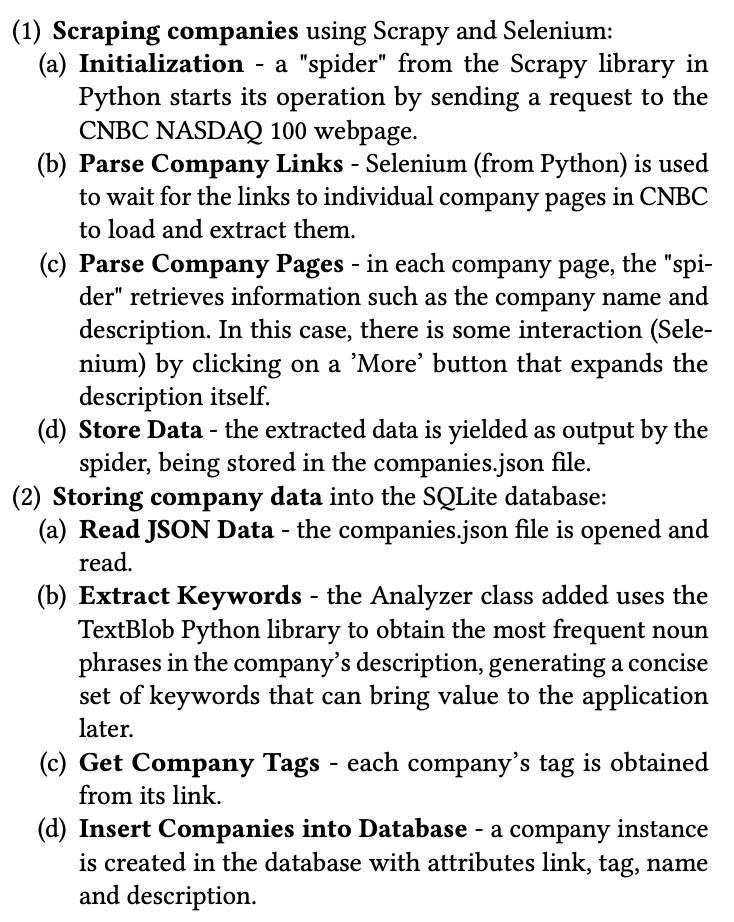 (1) Scraping companies using Scrapy and Selenium:
(a) Initialization - a "spider" from the Scrapy library in
Python starts its operation by sending a request to the
CNBC NASDAQ 100 webpage.
(b) Parse Company Links - Selenium (from Python) is used
to wait for the links to individual company pages in CNBC
to load and extract them.
(c) Parse Company Pages - in each company page, the "spi-
der" retrieves information such as the company name and
description. In this case, there is some interaction (Sele-
nium) by clicking on a ’More’ button that expands the
description itself.
(d) Store Data - the extracted data is yielded as output by the
spider, being stored in the companies.json file.
(2) Storing company data into the SQLite database:
(a) Read JSON Data - the companies.json file is opened and
read.
(b) Extract Keywords - the Analyzer class added uses the
TextBlob Python library to obtain the most frequent noun
phrases in the company’s description, generating a concise
set of keywords that can bring value to the application
later.
(c) Get Company Tags - each company’s tag is obtained
from its link.
(d) Insert Companies into Database - a company instance
is created in the database with attributes link, tag, name
and description.